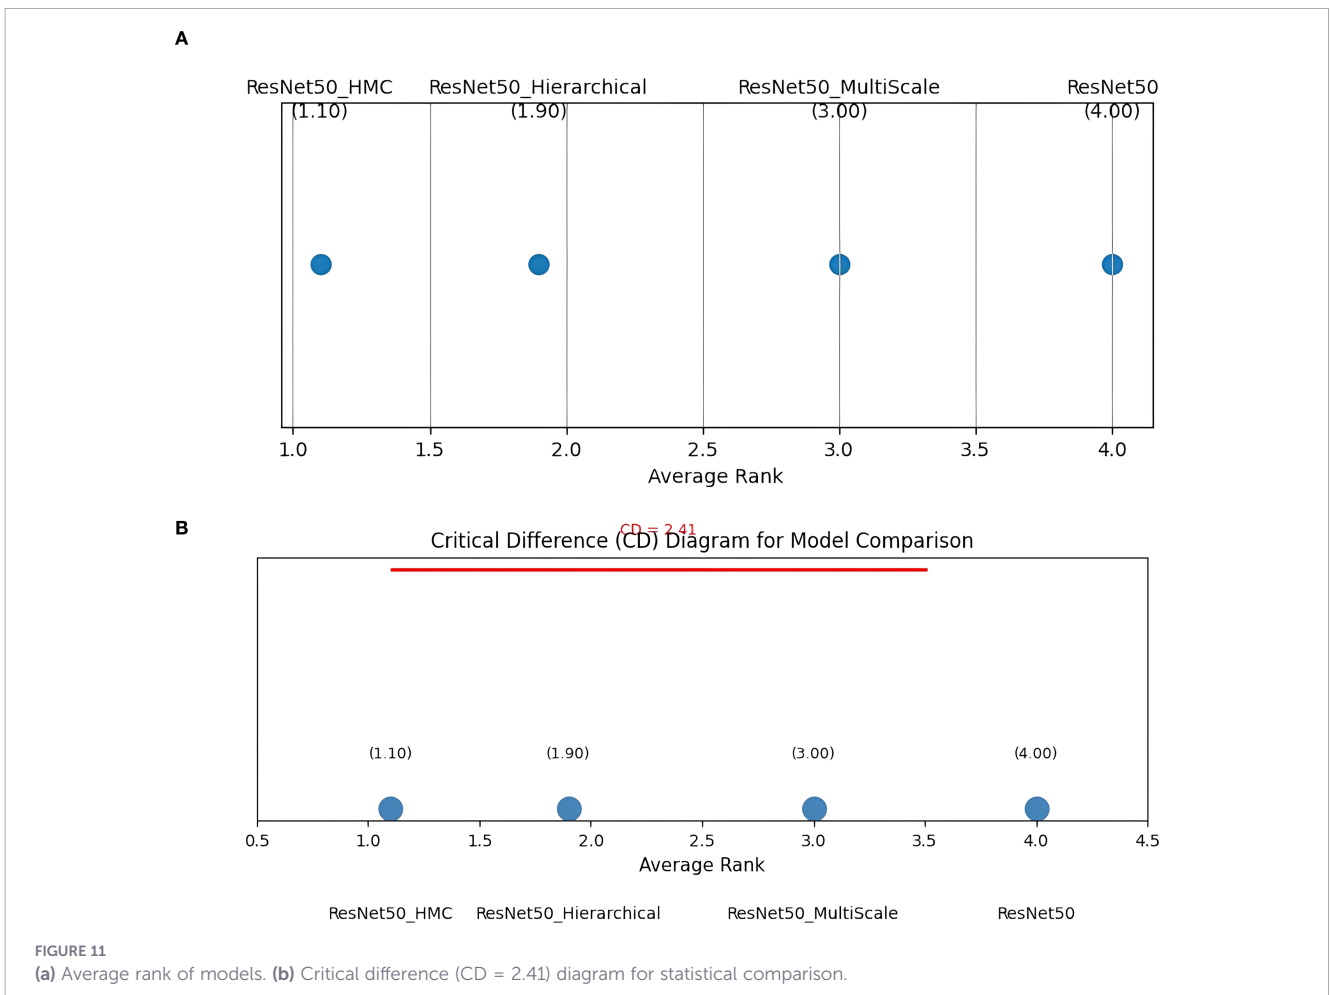 A
ResNet50_HMC ResNet50_Hierarchical ResNet50_MultiScale ResNet50
(1.10) (1.90) (3.00) (4.00)
1.0 1.5 2.0 2.5 3.0 3.5 4.0
Average Rank
B
CD = 2.41
Critical Difference (CD) Diagram for Model Comparison
(1.10) (1.90) (3.00) (4.00)
0.5 1.0 1.5 2.0 2.5 3.0 3.5 4.0 4.5
Average Rank
ResNet50_HMC ResNet50_Hierarchical ResNet50_MultiScale ResNet50
FIGURE 11
(a) Average rank of models. (b) Critical difference (CD = 2.41) diagram for statistical comparison.